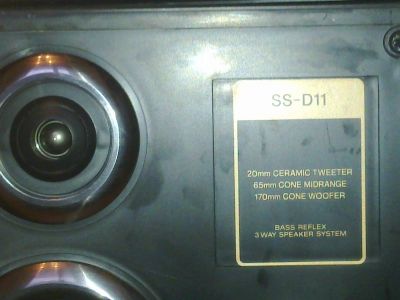 SS-D11
20mm CERAMIC TWEETER
65mm CONE MIDRANGE
170mm CONE WOOFER
BASS REFLEX
3 WAY SPEAKER SYSTEM